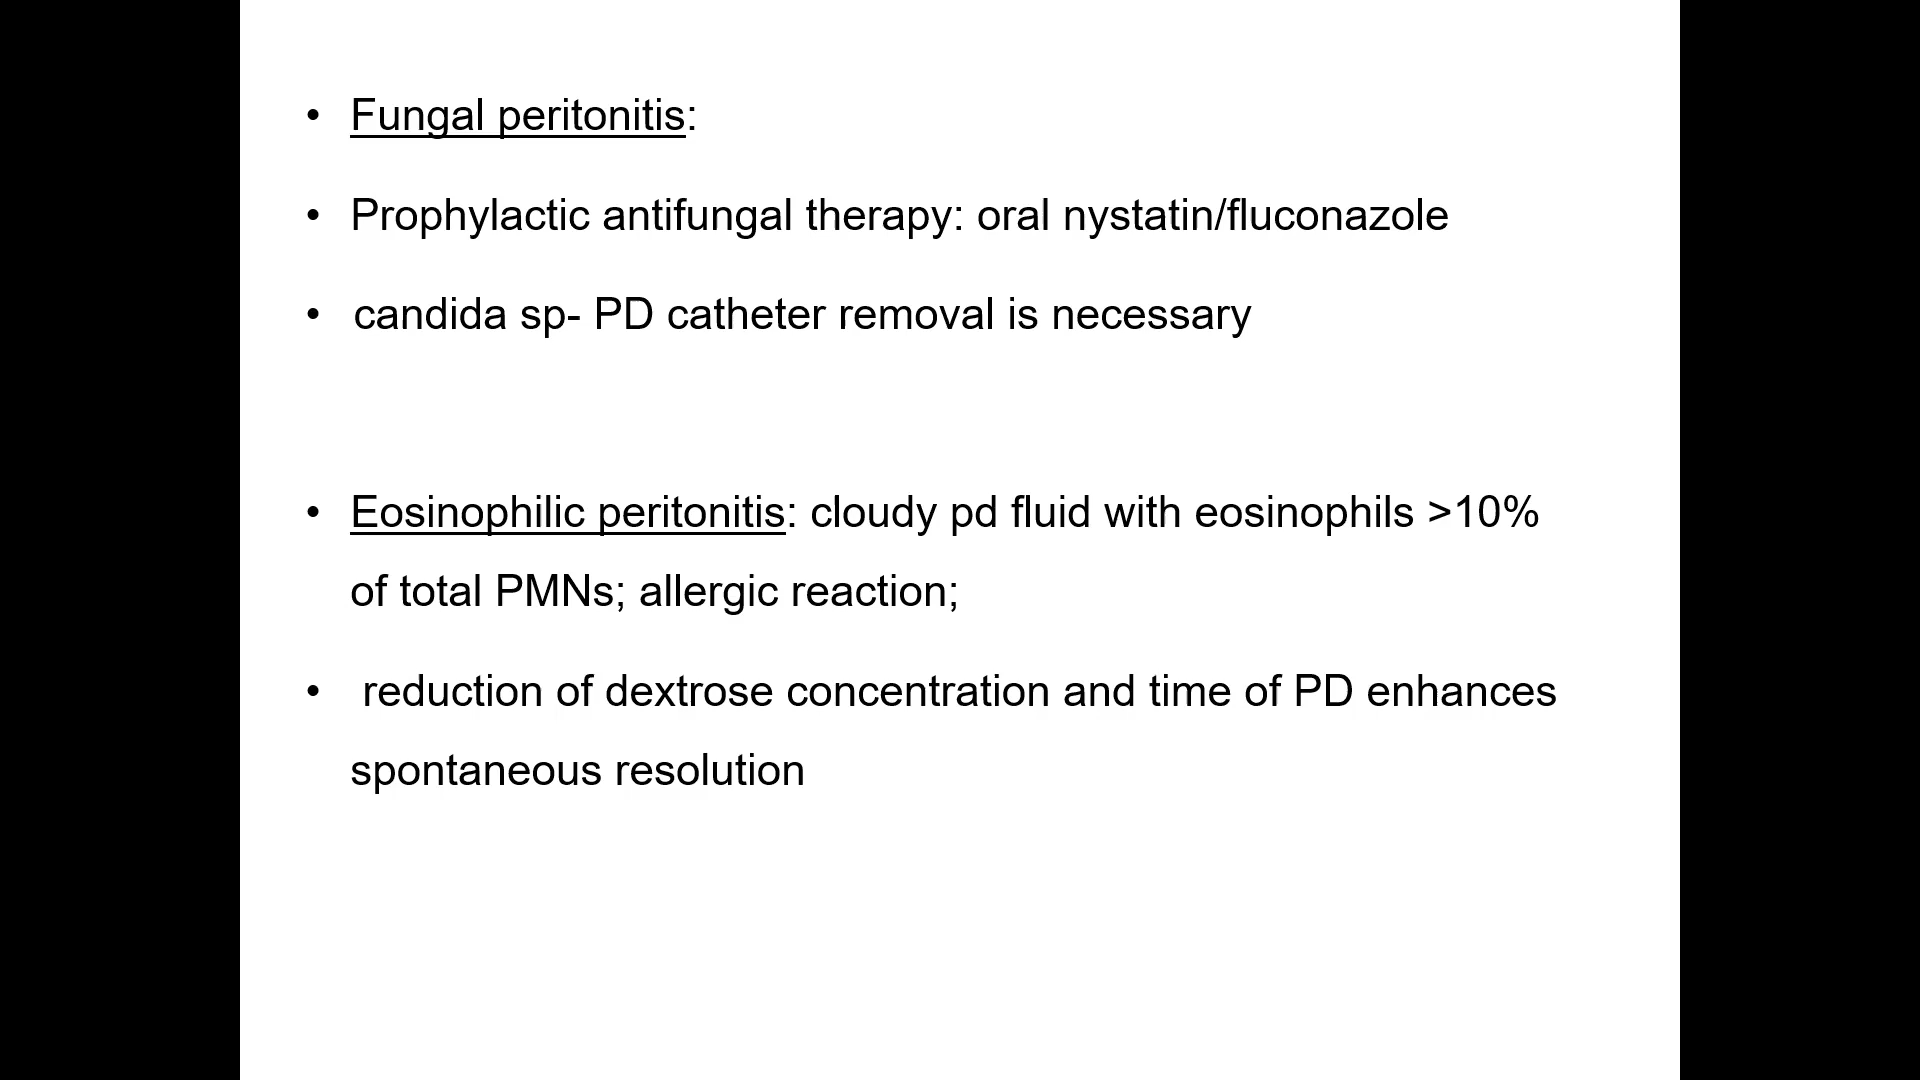 • Fungal peritonitis:
• Prophylactic antifungal therapy: oral nystatin/fluconazole
• candida sp- PD catheter removal is necessary
• Eosinophilic peritonitis: cloudy pd fluid with eosinophils >10%
of total PMNs; allergic reaction;
• reduction of dextrose concentration and time of PD enhances
spontaneous resolution